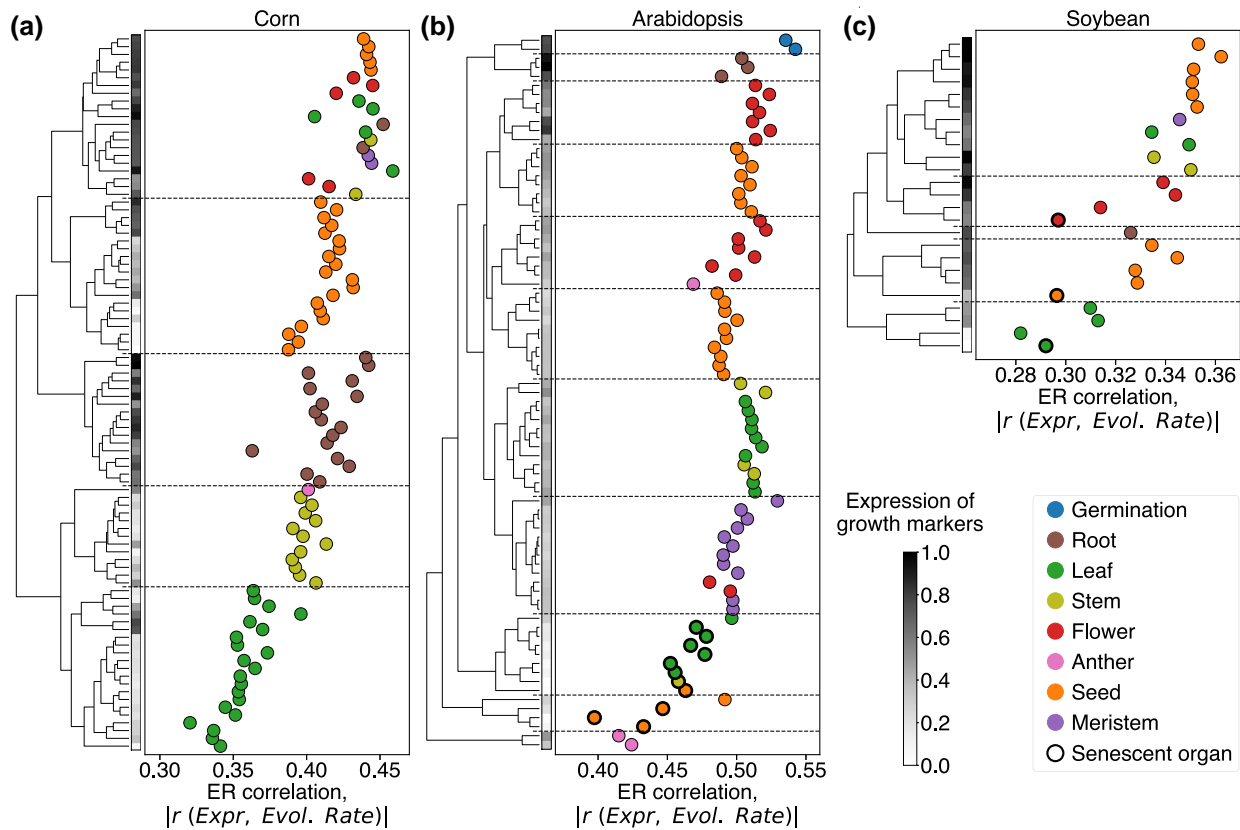 (a)
Corn
0.30 0.35 0.40 0.45
ER correlation,
|r (Expr, Evol. Rate)|
(b)
Arabidopsis
0.40 0.45 0.50 0.55
ER correlation,
|r (Expr, Evol. Rate)|
(c)
Soybean
0.28 0.30 0.32 0.34 0.36
ER correlation,
|r (Expr, Evol. Rate)|
Expression of
growth markers
1.0
0.8
0.6
0.4
0.2
0.0
Germination
Root
Leaf
Stem
Flower
Anther
Seed
Meristem
Senescent organ